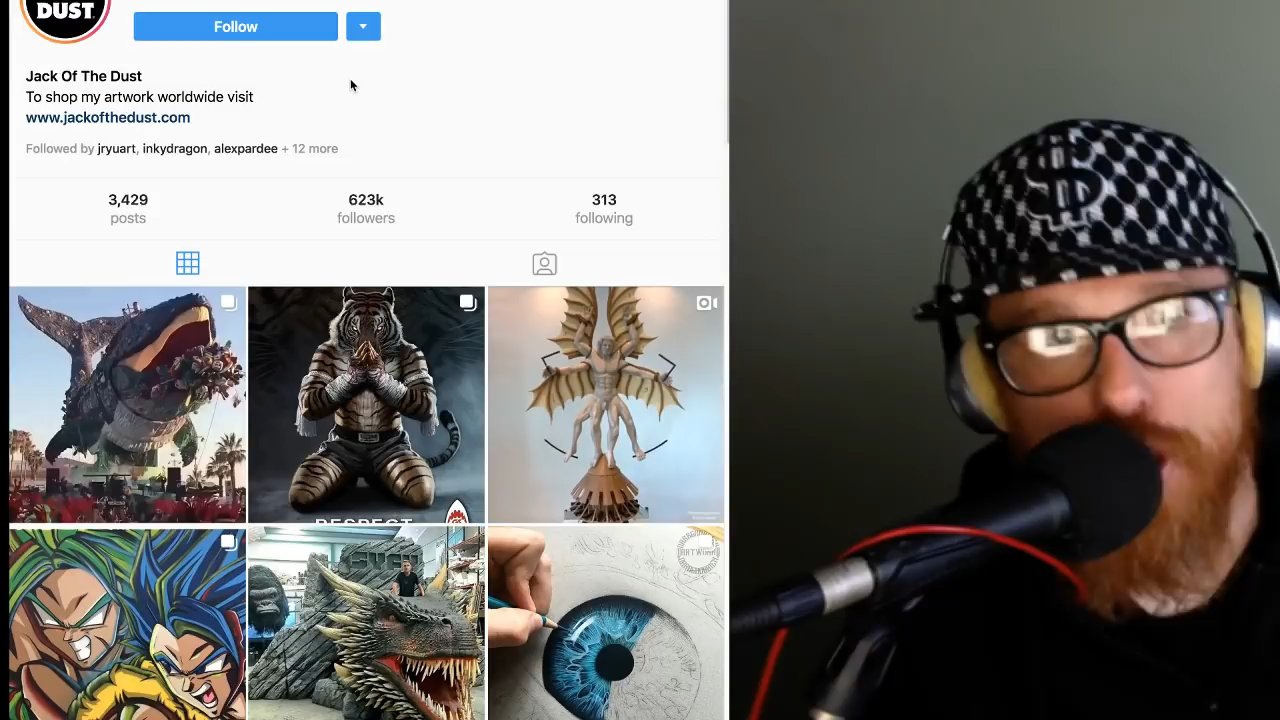 DUST
Follow
Jack Of The Dust
To shop my artwork worldwide visit
www.jackofthedust.com
Followed by jryuart, inkydragon, alexpardee + 12 more
3,429
posts
623k
followers
313
following
RESPECT